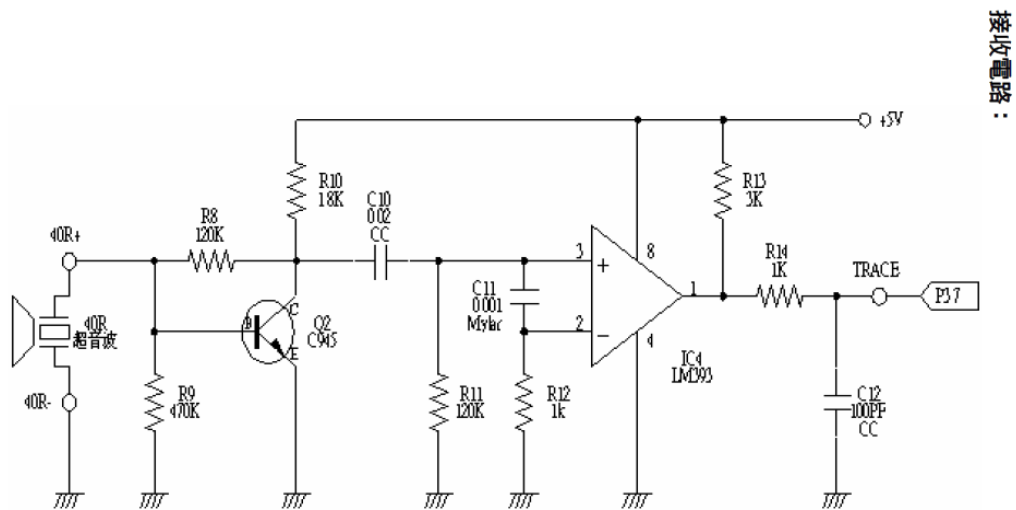 接收電路：
+5V
R10
18K
C10
0.02
CC
R13
3K
R8
120K
40R+
3
+
8
R14
1K
TRACE
C11
0.001
Mylar
1
P37
40R
超音波
B
C
E
Q2
C945
2
-
4
IC4
LM393
40R-
R9
470K
R11
120K
R12
1k
C12
100PF
CC